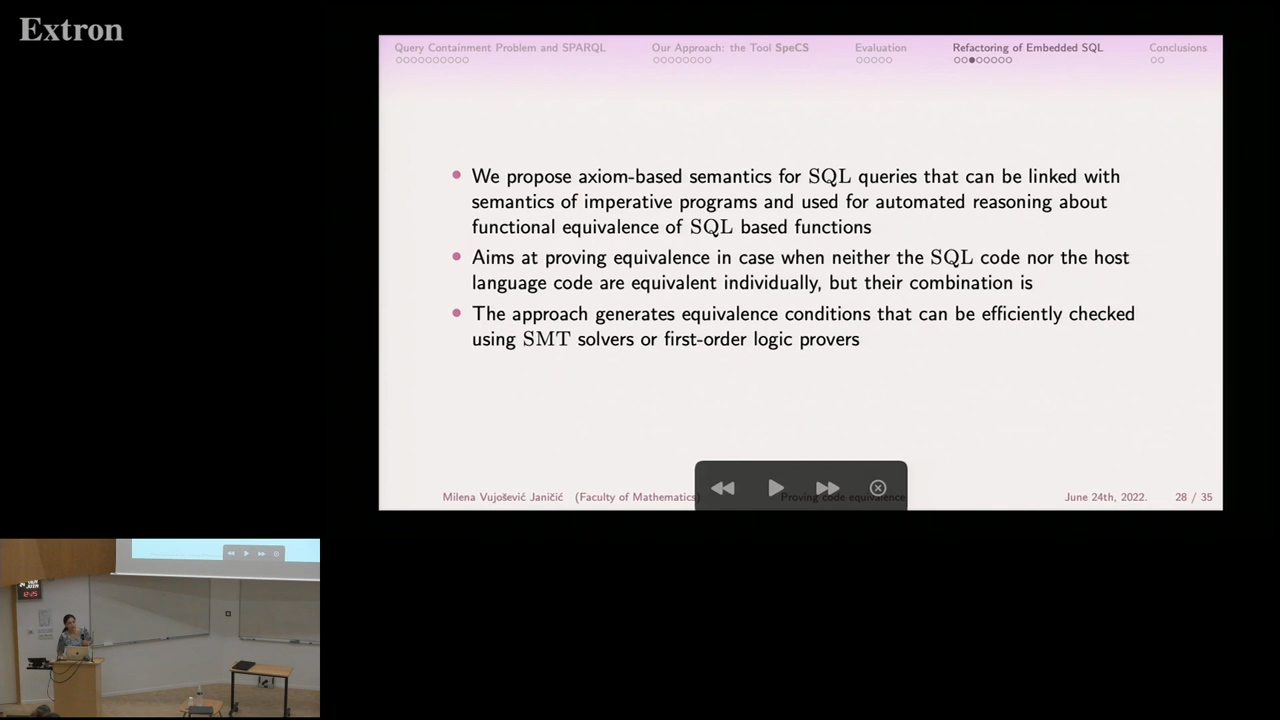 Extron
Query Containment Problem and SPARQL Our Approach: the Tool SpeCS Evaluation Refactoring of Embedded SQL Conclusions
We propose axiom-based semantics for SQL queries that can be linked with
semantics of imperative programs and used for automated reasoning about
functional equivalence of SQL based functions
Aims at proving equivalence in case when neither the SQL code nor the host
language code are equivalent individually, but their combination is
The approach generates equivalence conditions that can be efficiently checked
using SMT solvers or first-order logic provers
Milena Vujošević Janičić (Faculty of Mathematics) Proving code equivalence June 24th, 2022. 28 / 35